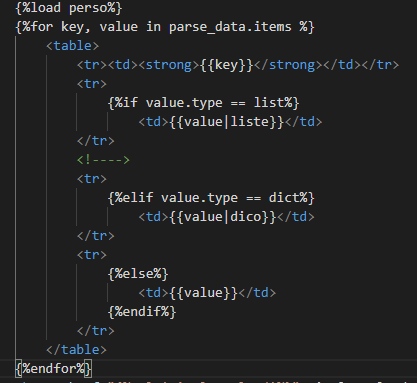 {%load perso%}
{%for key, value in parse_data.items %}
<table>
<tr><td><strong>{{key}}</strong></td></tr>
<tr>
{%if value.type == list%}
<td>{{value|liste}}</td>
</tr>
<!---->
<tr>
{%elif value.type == dict%}
<td>{{value|dico}}</td>
</tr>
<tr>
{%else%}
<td>{{value}}</td>
{%endif%}
</tr>
</table>
{%endfor%}